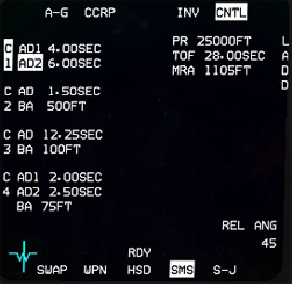 A-G CCRP INV CNTL
C AD1 4.00SEC PR 25000FT L
1 AD2 6.00SEC TOF 28.00SEC A
MRA 1105FT D
C AD 1.50SEC D
2 BA 500FT
C AD 12.25SEC
3 BA 100FT
C AD1 2.00SEC
4 AD2 2.50SEC
BA 75FT
REL ANG
45
RDY
SWAP WPN HSD SMS S-J